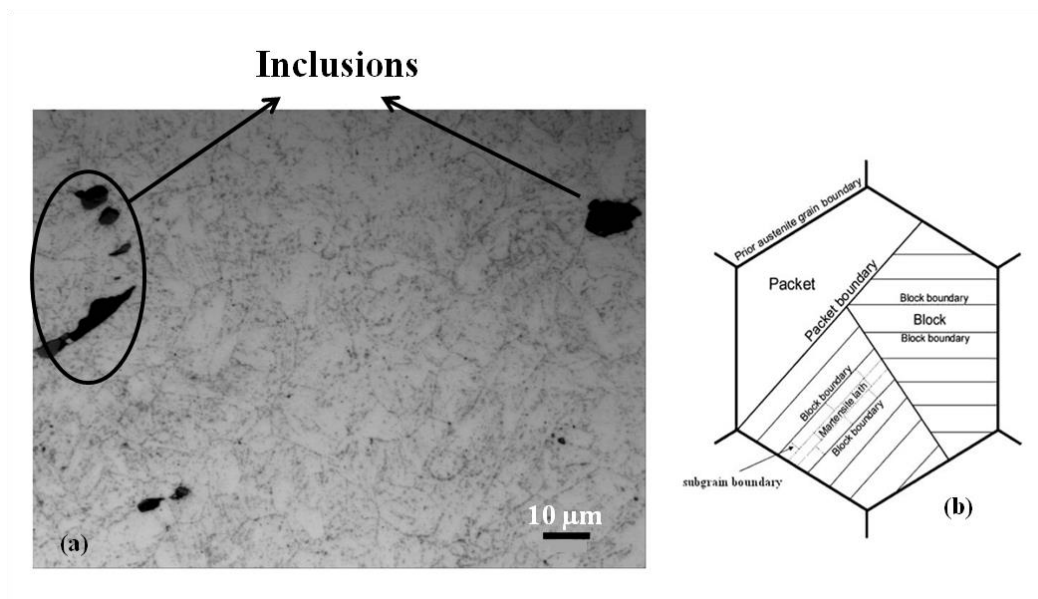 Inclusions
10 µm
(a)
Prior austenite grain boundary
Packet
Packet boundary
Block boundary
Block
Block boundary
Block boundary
Martensite lath
Block boundary
subgrain boundary
(b)